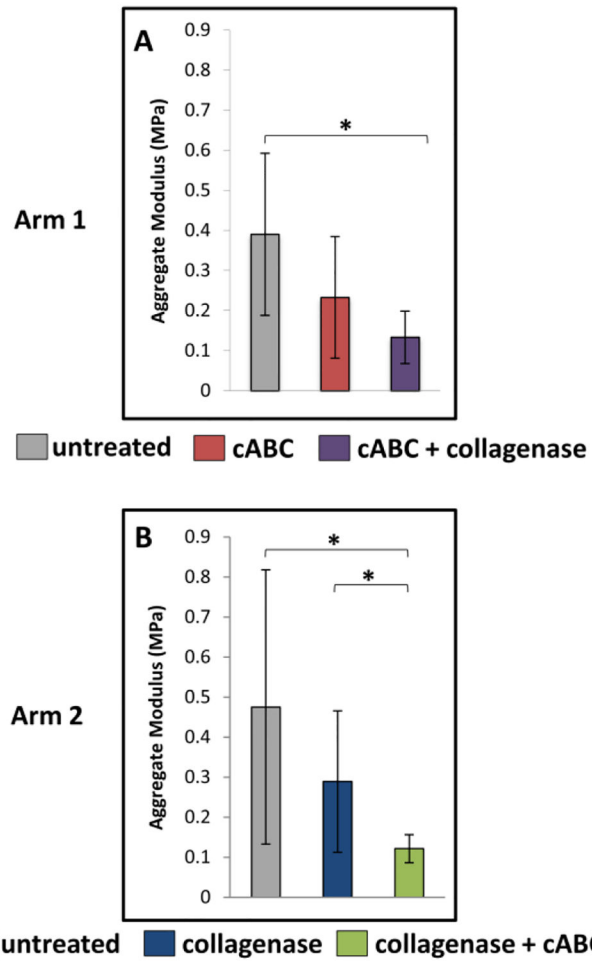 A
0.9
0.8
0.7
0.6
0.5
0.4
0.3
0.2
0.1
0
Aggregate Modulus (MPa)
*
Arm 1
untreated cABC cABC + collagenase
B
0.9
0.8
0.7
0.6
0.5
0.4
0.3
0.2
0.1
0
Aggregate Modulus (MPa)
*
*
Arm 2
untreated collagenase collagenase + cAB